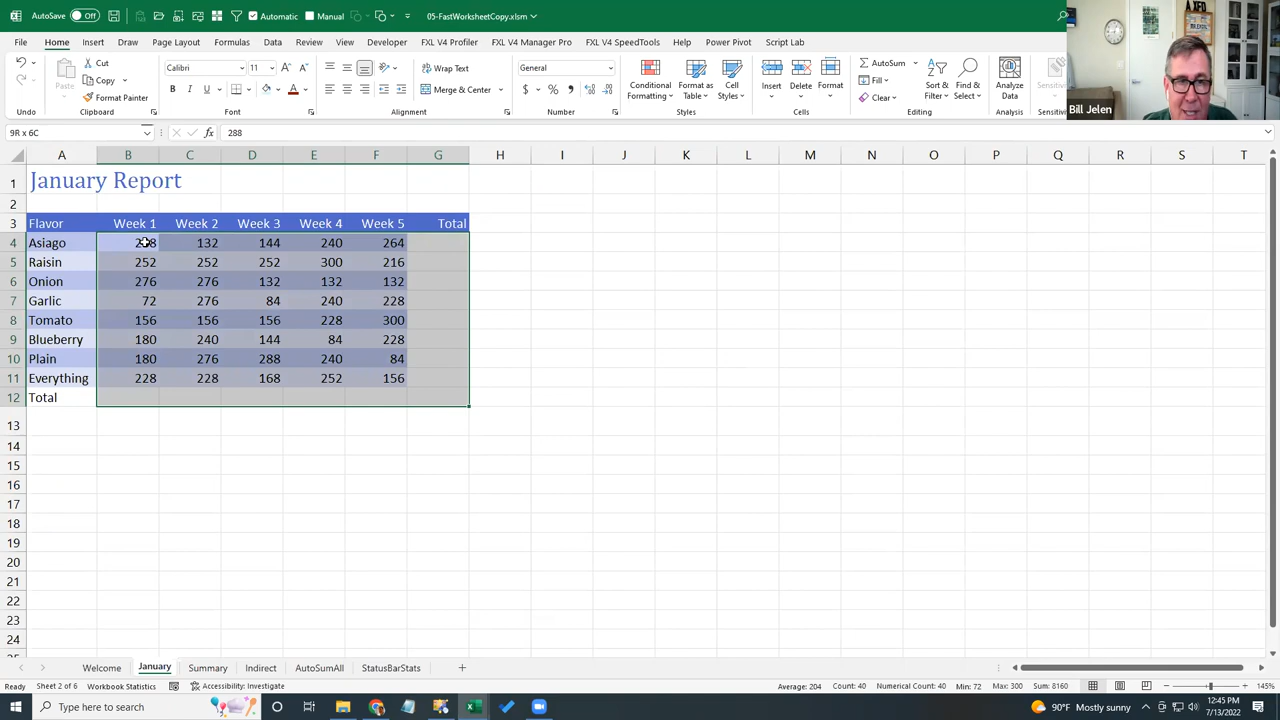 AutoSave Off Automatic Manual 05-FastWorksheetCopy.xlsm
File Home Insert Draw Page Layout Formulas Data Review View Developer FXL V4 Profiler FXL V4 Manager Pro FXL V4 SpeedTools Help Power Pivot Script Lab
Paste Cut Copy Format Painter Calibri 11 B I U A Wrap Text Merge & Center General $ % Conditional Formatting Format as Table Cell Styles Insert Delete Format AutoSum Fill Clear Sort & Filter Find & Select Analyze Data Sensitiv
Undo Clipboard Font Alignment Number Styles Cells Editing Analysis Sens
Bill Jelen
9R x 6C fx 288
A B C D E F G H I J K L M N O P Q R S T
1 January Report
2
3 Flavor Week 1 Week 2 Week 3 Week 4 Week 5 Total
4 Asiago 288 132 144 240 264
5 Raisin 252 252 252 300 216
6 Onion 276 276 132 132 132
7 Garlic 72 276 84 240 228
8 Tomato 156 156 156 228 300
9 Blueberry 180 240 144 84 228
10 Plain 180 276 288 240 84
11 Everything 228 228 168 252 156
12 Total
13
14
15
16
17
18
19
20
21
22
23
24
Welcome January Summary Indirect AutoSumAll StatusBarStats
Ready Sheet 2 of 6 Workbook Statistics Accessibility: Investigate Average: 204 Count: 40 Numerical Count: 40 Min: 72 Max: 300 Sum: 8160 145%
Type here to search 90°F Mostly sunny 12:45 PM
7/13/2022